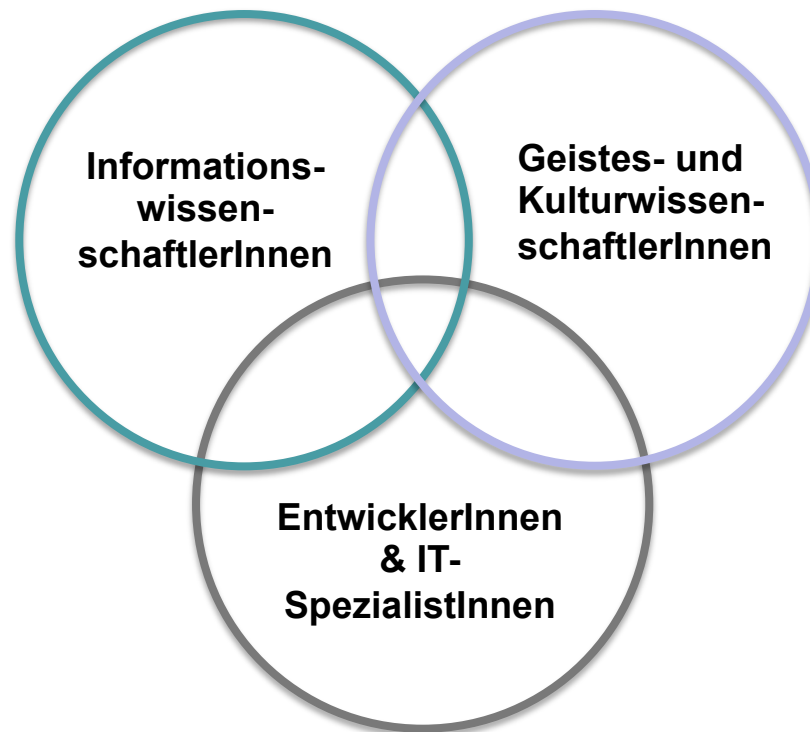 Informations-
wissen-
schaftlerInnen
Geistes- und
Kulturwissen-
schaftlerInnen
EntwicklerInnen
& IT-
SpezialistInnen